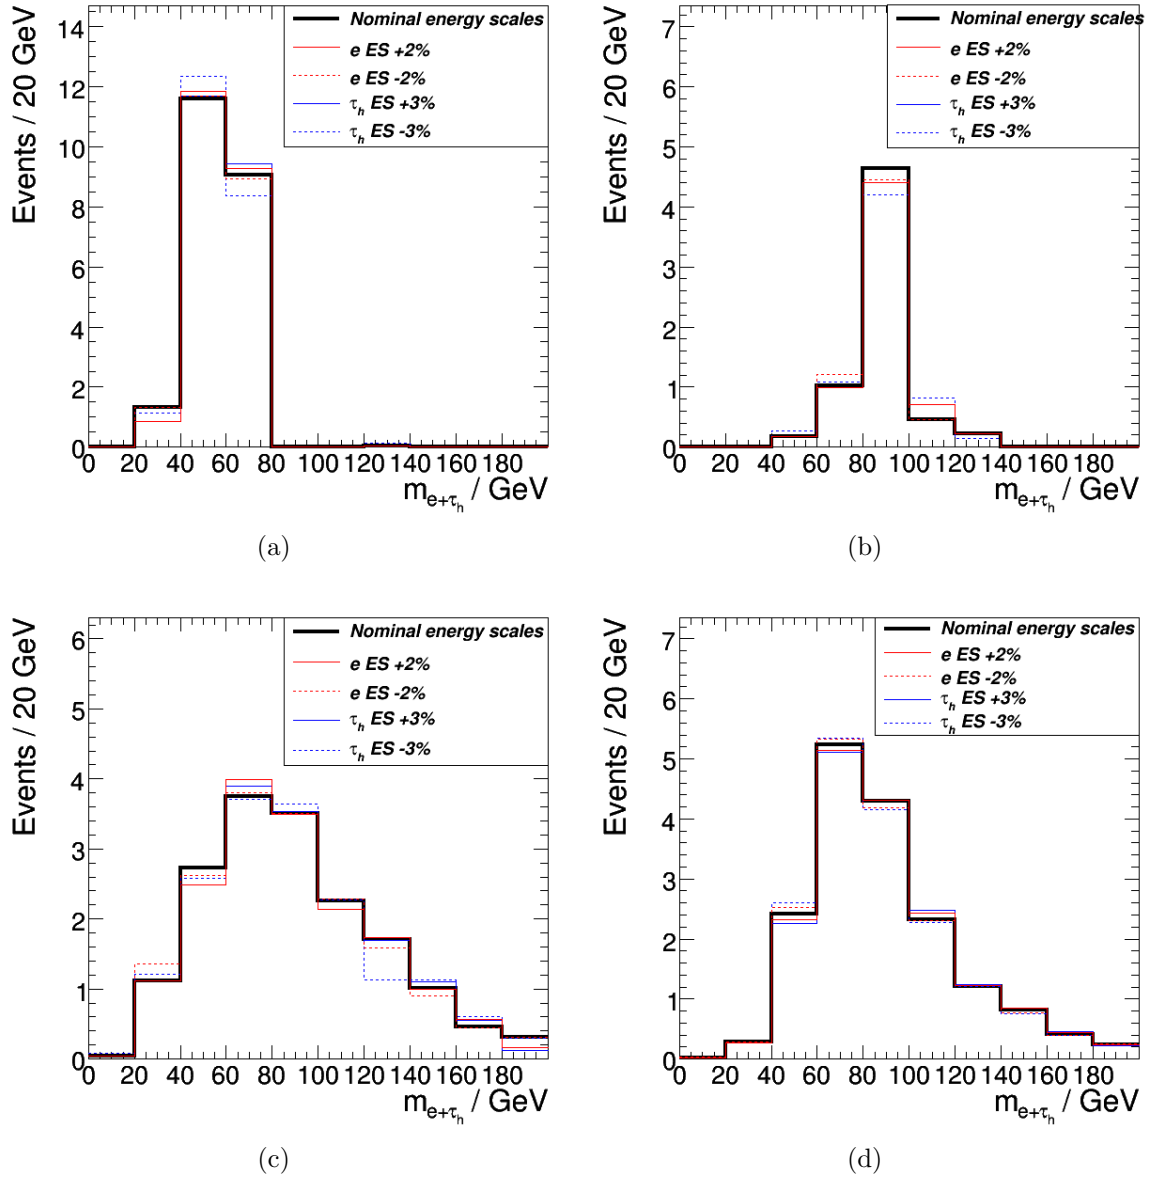 Events / 20 GeV
14
12
10
8
6
4
2
0
0 20 40 60 80 100 120 140 160 180
m_{e+τ_h} / GeV
Nominal energy scales
e ES +2%
e ES -2%
τ_h ES +3%
τ_h ES -3%
(a)
Events / 20 GeV
7
6
5
4
3
2
1
0
0 20 40 60 80 100 120 140 160 180
m_{e+τ_h} / GeV
Nominal energy scales
e ES +2%
e ES -2%
τ_h ES +3%
τ_h ES -3%
(b)
Events / 20 GeV
6
5
4
3
2
1
0
0 20 40 60 80 100 120 140 160 180
m_{e+τ_h} / GeV
Nominal energy scales
e ES +2%
e ES -2%
τ_h ES +3%
τ_h ES -3%
(c)
Events / 20 GeV
7
6
5
4
3
2
1
0
0 20 40 60 80 100 120 140 160 180
m_{e+τ_h} / GeV
Nominal energy scales
e ES +2%
e ES -2%
τ_h ES +3%
τ_h ES -3%
(d)